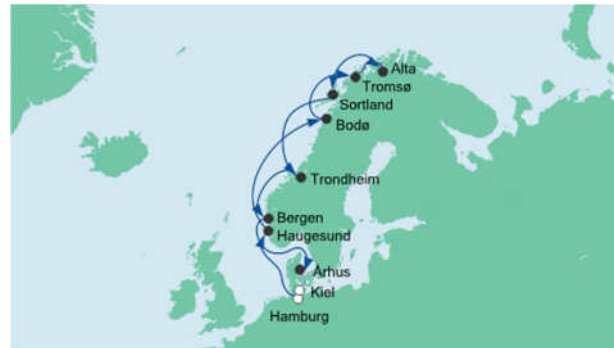 Alta
Tromsø
Sortland
Bodø
Trondheim
Bergen
Haugesund
Århus
Kiel
Hamburg